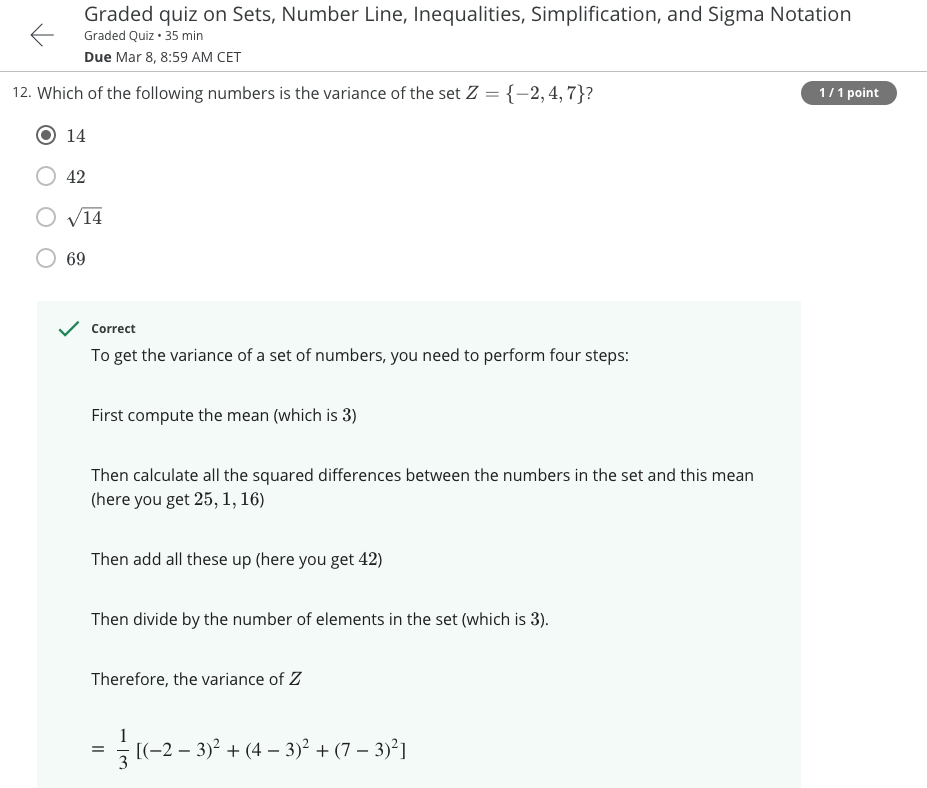 Graded quiz on Sets, Number Line, Inequalities, Simplification, and Sigma Notation
Graded Quiz • 35 min
Due Mar 8, 8:59 AM CET
12. Which of the following numbers is the variance of the set Z = {−2, 4, 7}?
1 / 1 point
14
42
√14
69
Correct
To get the variance of a set of numbers, you need to perform four steps:
First compute the mean (which is 3)
Then calculate all the squared differences between the numbers in the set and this mean
(here you get 25, 1, 16)
Then add all these up (here you get 42)
Then divide by the number of elements in the set (which is 3).
Therefore, the variance of Z
= 1/3 [(−2 − 3)² + (4 − 3)² + (7 − 3)²]